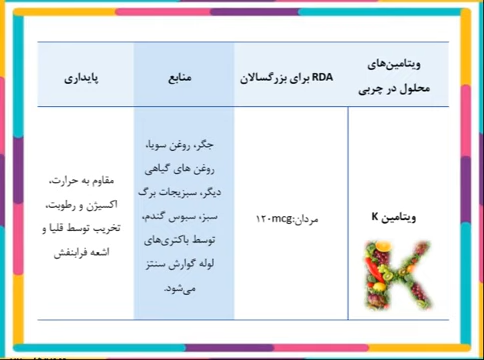 ویتامین‌های
محلول در چربی
RDA برای بزرگسالان
منابع
پایداری
ویتامین K
مردان:۱۲۰mcg
جگر، روغن سویا،
روغن های گیاهی
دیگر، سبزیجات برگ
سبز، سبوس گندم،
توسط باکتری‌های
لوله گوارش سنتز
می‌شود.
مقاوم به حرارت،
اکسیژن و رطوبت،
تخریب توسط قلیا و
اشعه فرابنفش
K